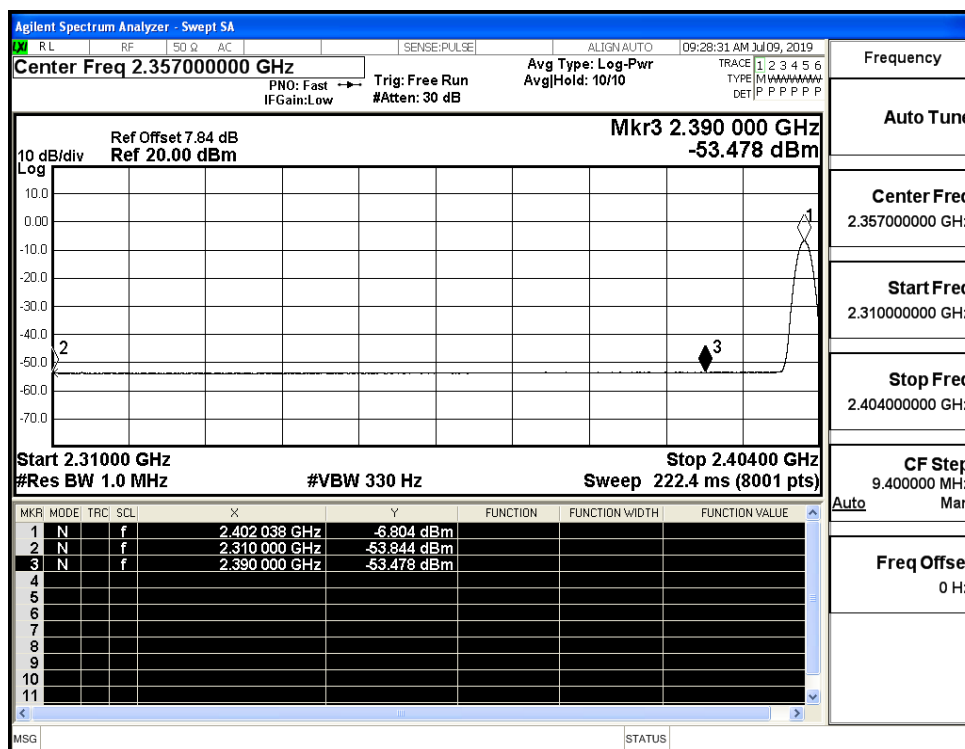 Agilent Spectrum Analyzer - Swept SA
LXI RL RF 50 Ω AC SENSE:PULSE ALIGN AUTO 09:28:31 AM Jul 09, 2019
Center Freq 2.357000000 GHz
PNO: Fast
IFGain:Low
Trig: Free Run
#Atten: 30 dB
Avg Type: Log-Pwr
Avg|Hold: 10/10
TRACE 1 2 3 4 5 6
TYPE M W W W W W
DET P P P P P P
Ref Offset 7.84 dB
10 dB/div Ref 20.00 dBm
Log
Mkr3 2.390 000 GHz
-53.478 dBm
10.0
0.00
-10.0
-20.0
-30.0
-40.0
-50.0
-60.0
-70.0
1
2
3
Start 2.31000 GHz Stop 2.40400 GHz
#Res BW 1.0 MHz #VBW 330 Hz Sweep 222.4 ms (8001 pts)
MKR MODE TRC SCL X Y FUNCTION FUNCTION WIDTH FUNCTION VALUE
1 N f 2.402 038 GHz -6.804 dBm
2 N f 2.310 000 GHz -53.844 dBm
3 N f 2.390 000 GHz -53.478 dBm
4
5
6
7
8
9
10
11
MSG STATUS
Frequency
Auto Tune
Center Freq
2.357000000 GHz
Start Freq
2.310000000 GHz
Stop Freq
2.404000000 GHz
CF Step
9.400000 MHz
Auto Man
Freq Offset
0 Hz